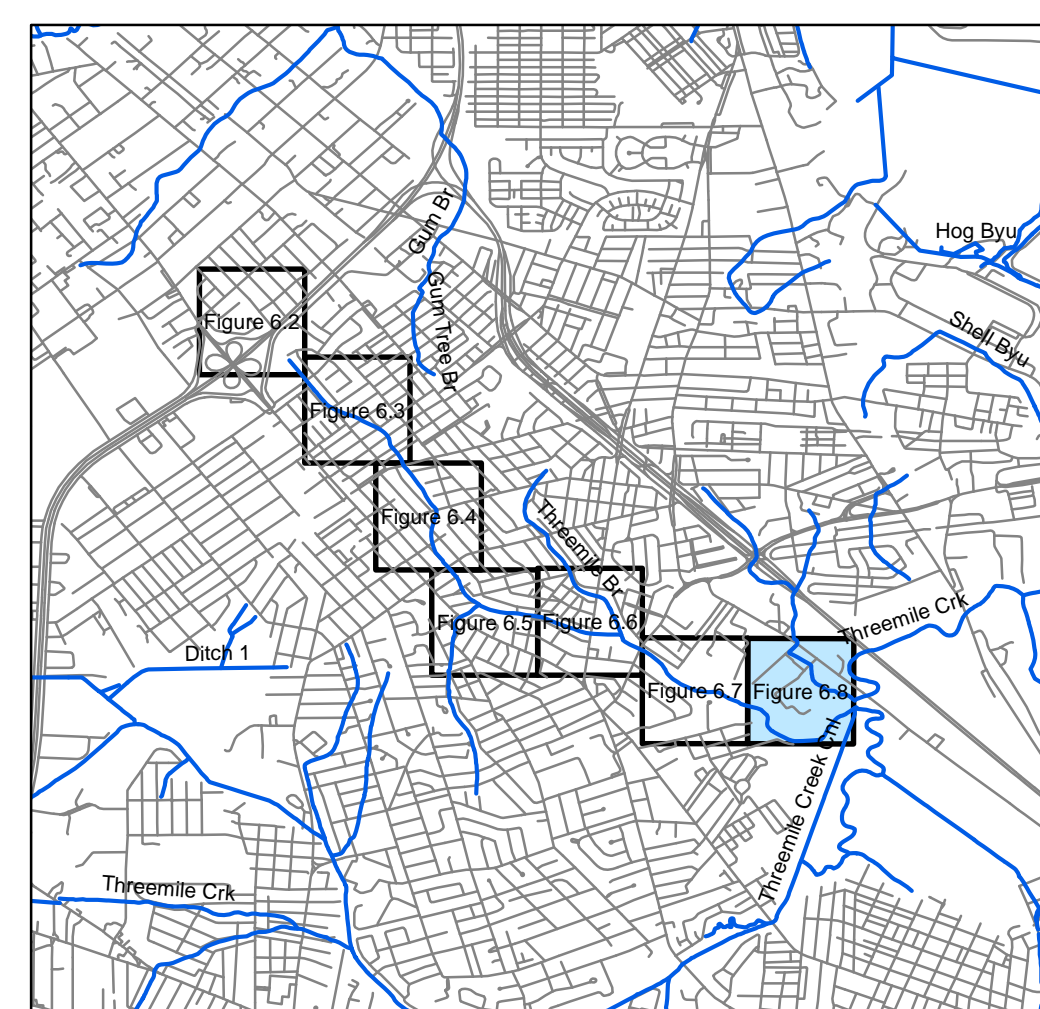 Gum Br
Hog Byu
Gum Tree Br
Shell Byu
Figure 6.2
Figure 6.3
Figure 6.4
Threemile Br
Figure 6.5
Figure 6.6
Threemile Crk
Ditch 1
Figure 6.7
Figure 6.8
Threemile Creek Cnl
Threemile Crk